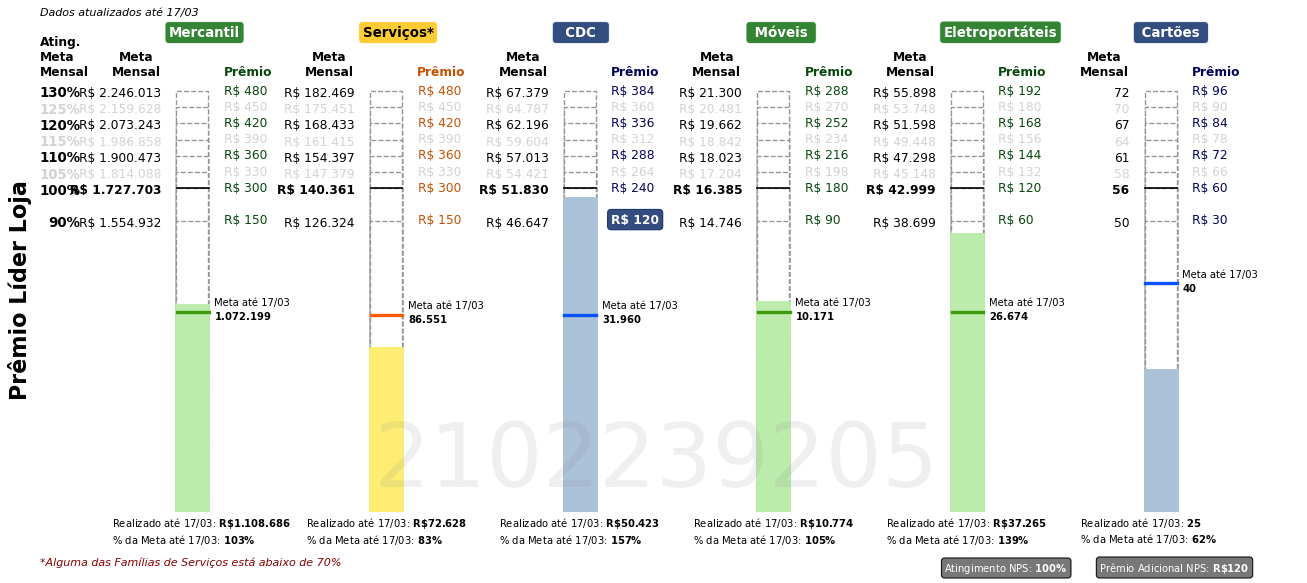 Dados atualizados até 17/03
Mercantil Serviços* CDC Móveis Eletroportáteis Cartões
Ating.
Meta Meta Meta Meta Meta Meta Meta
Mensal Mensal Prêmio Mensal Prêmio Mensal Prêmio Mensal Prêmio Mensal Prêmio Mensal Prêmio
130% R$ 2.246.013 R$ 480 R$ 182.469 R$ 480 R$ 67.379 R$ 384 R$ 21.300 R$ 288 R$ 55.898 R$ 192 72 R$ 96
125% R$ 2.159.628 R$ 450 R$ 175.451 R$ 450 R$ 64.787 R$ 360 R$ 20.481 R$ 270 R$ 53.748 R$ 180 70 R$ 90
120% R$ 2.073.243 R$ 420 R$ 168.433 R$ 420 R$ 62.196 R$ 336 R$ 19.662 R$ 252 R$ 51.598 R$ 168 67 R$ 84
115% R$ 1.986.858 R$ 390 R$ 161.415 R$ 390 R$ 59.604 R$ 312 R$ 18.842 R$ 234 R$ 49.448 R$ 156 64 R$ 78
110% R$ 1.900.473 R$ 360 R$ 154.397 R$ 360 R$ 57.013 R$ 288 R$ 18.023 R$ 216 R$ 47.298 R$ 144 61 R$ 72
105% R$ 1.814.088 R$ 330 R$ 147.379 R$ 330 R$ 54.421 R$ 264 R$ 17.204 R$ 198 R$ 45.148 R$ 132 58 R$ 66
100% R$ 1.727.703 R$ 300 R$ 140.361 R$ 300 R$ 51.830 R$ 240 R$ 16.385 R$ 180 R$ 42.999 R$ 120 56 R$ 60
90% R$ 1.554.932 R$ 150 R$ 126.324 R$ 150 R$ 46.647 R$ 120 R$ 14.746 R$ 90 R$ 38.699 R$ 60 50 R$ 30
Prêmio Líder Loja
Meta até 17/03
1.072.199
Meta até 17/03
86.551
Meta até 17/03
31.960
Meta até 17/03
10.171
Meta até 17/03
26.674
Meta até 17/03
40
2102239205
Realizado até 17/03: R$1.108.686
% da Meta até 17/03: 103%
Realizado até 17/03: R$72.628
% da Meta até 17/03: 83%
Realizado até 17/03: R$50.423
% da Meta até 17/03: 157%
Realizado até 17/03: R$10.774
% da Meta até 17/03: 105%
Realizado até 17/03: R$37.265
% da Meta até 17/03: 139%
Realizado até 17/03: 25
% da Meta até 17/03: 62%
*Alguma das Famílias de Serviços está abaixo de 70%
Atingimento NPS: 100%
Prêmio Adicional NPS: R$120